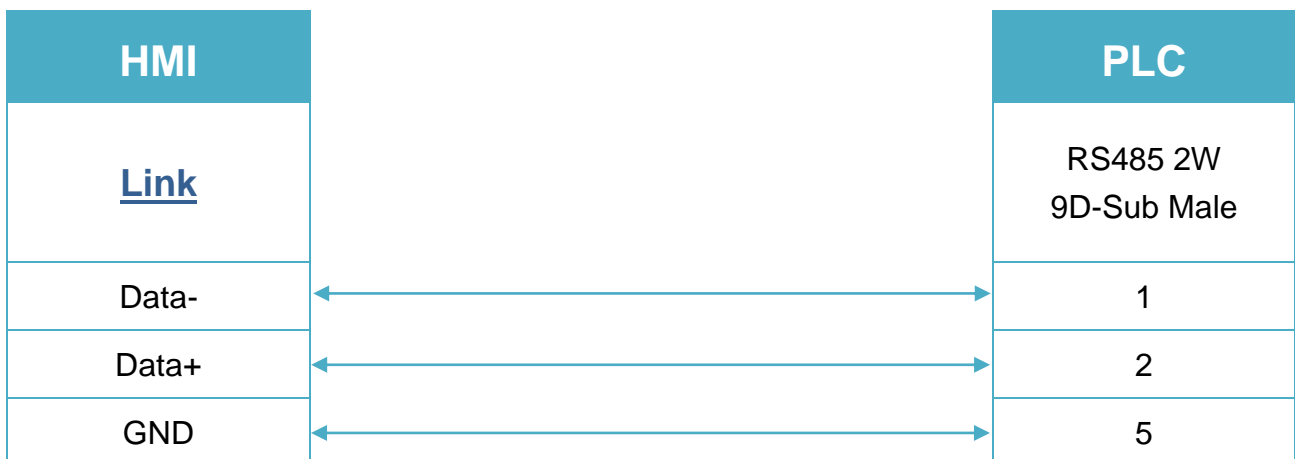 HMI
PLC
Link
RS485 2W
9D-Sub Male
Data-
1
Data+
2
GND
5